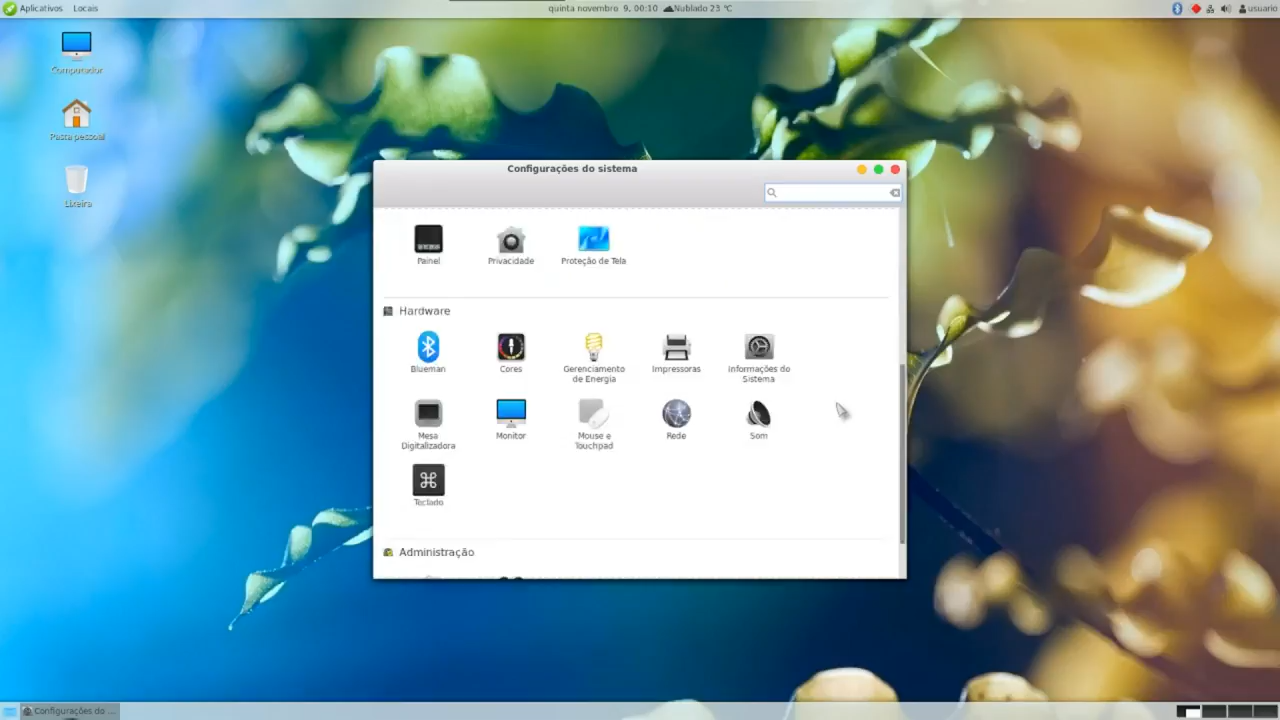 Aplicativos Locais quinta novembro 9, 00:10 Nublado 23 °C usuario
Computador
Pasta pessoal
Lixeira
Configurações do sistema
Painel Privacidade Proteção de Tela
Hardware
Blueman Cores Gerenciamento Impressoras Informações do
de Energia Sistema
Mesa Monitor Mouse e Rede Som
Digitalizadora Touchpad
Teclado
Administração
Configurações do ...